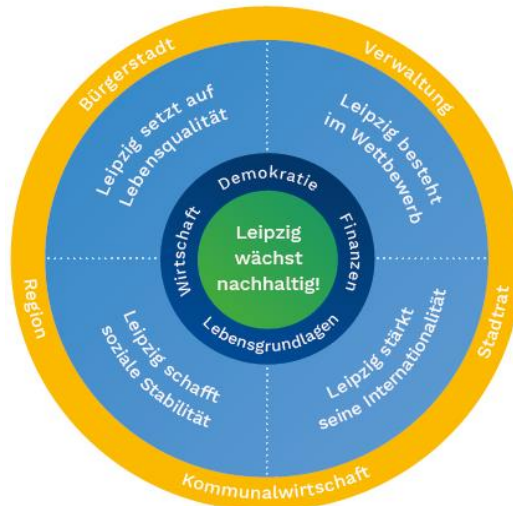 Bürgerstadt
Verwaltung
Leipzig setzt auf
Lebensqualität
Leipzig besteht
im Wettbewerb
Demokratie
Wirtschaft
Finanzen
Leipzig
wächst
nachhaltig!
Lebensgrundlagen
Region
Stadtrat
Leipzig schafft
soziale Stabilität
Leipzig stärkt
seine Internationalität
Kommunalwirtschaft